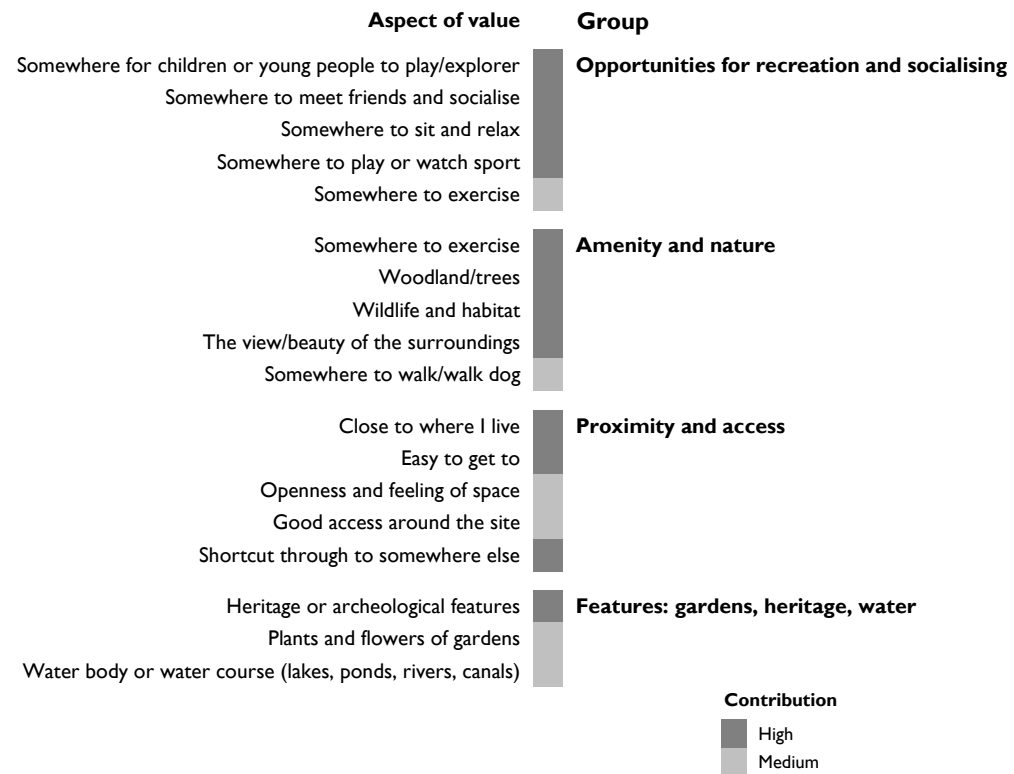 Aspect of value Group
Somewhere for children or young people to play/explorer Opportunities for recreation and socialising
Somewhere to meet friends and socialise
Somewhere to sit and relax
Somewhere to play or watch sport
Somewhere to exercise
Somewhere to exercise Amenity and nature
Woodland/trees
Wildlife and habitat
The view/beauty of the surroundings
Somewhere to walk/walk dog
Close to where I live Proximity and access
Easy to get to
Openness and feeling of space
Good access around the site
Shortcut through to somewhere else
Heritage or archeological features Features: gardens, heritage, water
Plants and flowers of gardens
Water body or water course (lakes, ponds, rivers, canals)
Contribution
High
Medium